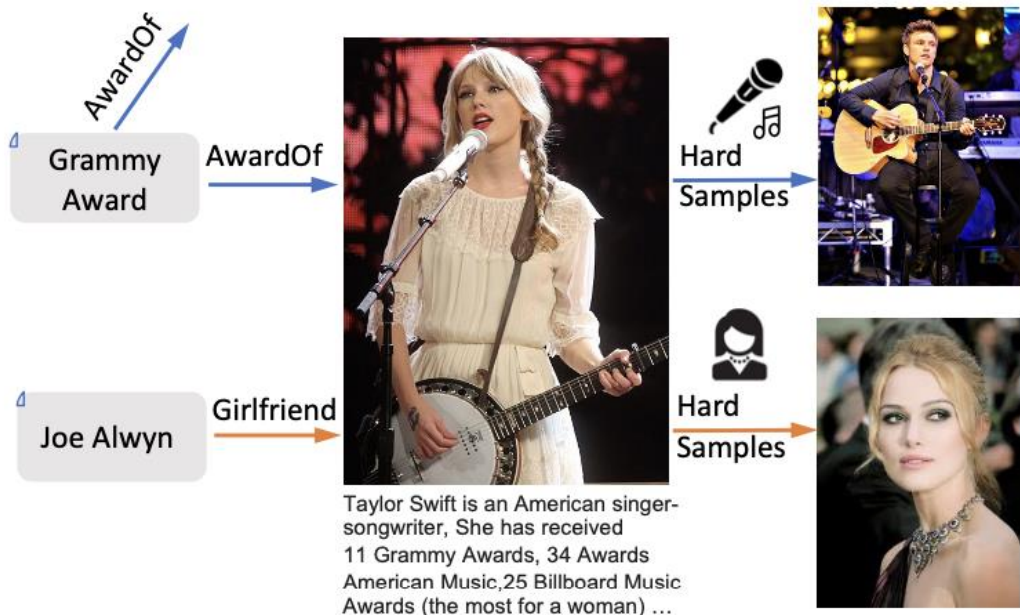 AwardOf
Grammy
Award
AwardOf
Hard
Samples
Joe Alwyn
Girlfriend
Hard
Samples
Taylor Swift is an American singer-
songwriter, She has received
11 Grammy Awards, 34 Awards
American Music,25 Billboard Music
Awards (the most for a woman) ...